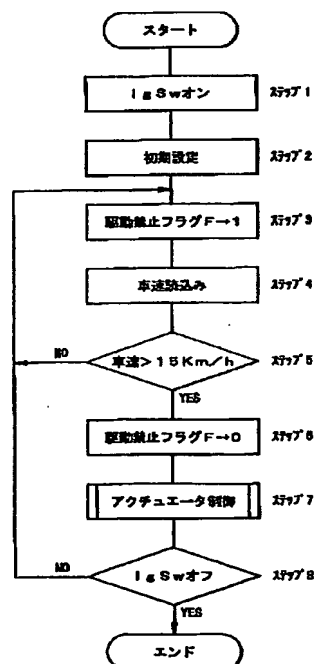 スタート
IgSwオン ステップ1
初期設定 ステップ2
駆動禁止フラグF→1 ステップ3
車速読込み ステップ4
NO 車速>15Km/h ステップ5
YES
駆動禁止フラグF→0 ステップ6
アクチュエータ制御 ステップ7
NO IgSwオフ ステップ8
YES
エンド